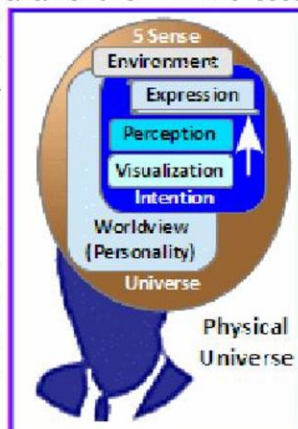 5 Sense
Environment
Expression
Perception
Visualization
Intention
Worldview
(Personality)
Universe
Physical
Universe